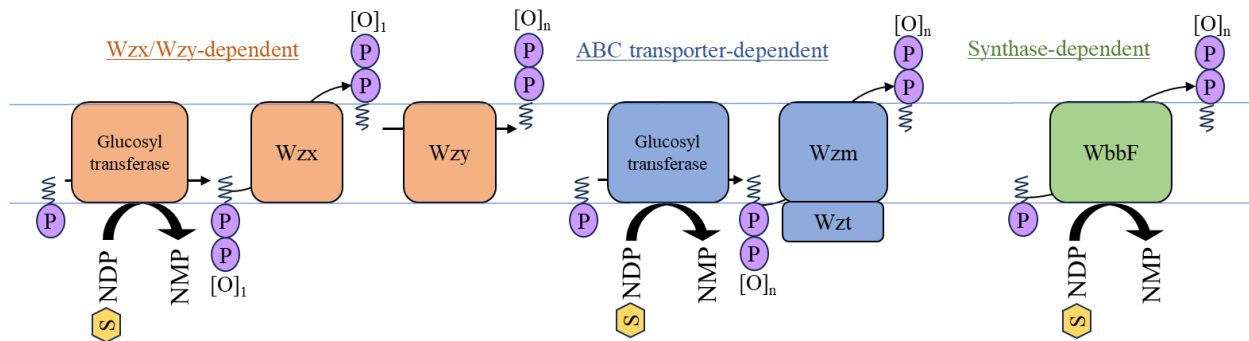 Wzx/Wzy-dependent
[O]1
P
P
[O]n
P
P
Glucosyl
transferase
Wzx
Wzy
P
P
P
[O]1
NDP
NMP
S
ABC transporter-dependent
[O]n
P
P
Glucosyl
transferase
Wzm
Wzt
P
P
P
[O]n
NDP
NMP
S
Synthase-dependent
[O]n
P
P
WbbF
P
NDP
NMP
S